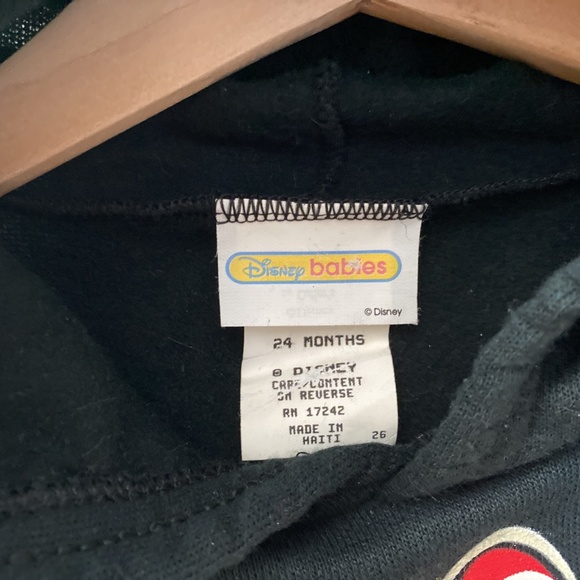 Disney babies
© Disney
24 MONTHS
© DISNEY
CARE/CONTENT
ON REVERSE
RN 17242
MADE IN
HAITI
26